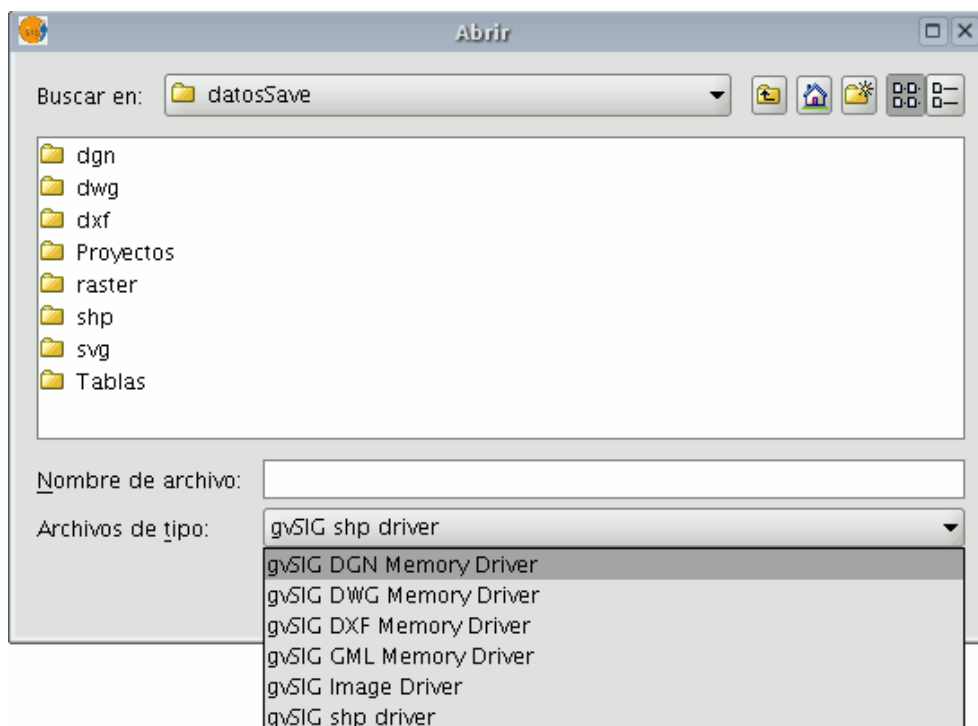 Abrir
Buscar en: datosSave
dgn
dwg
dxf
Proyectos
raster
shp
svg
Tablas
Nombre de archivo:
Archivos de tipo: gvSIG shp driver
gvSIG DGN Memory Driver
gvSIG DWG Memory Driver
gvSIG DXF Memory Driver
gvSIG GML Memory Driver
gvSIG Image Driver
gvSIG shp driver